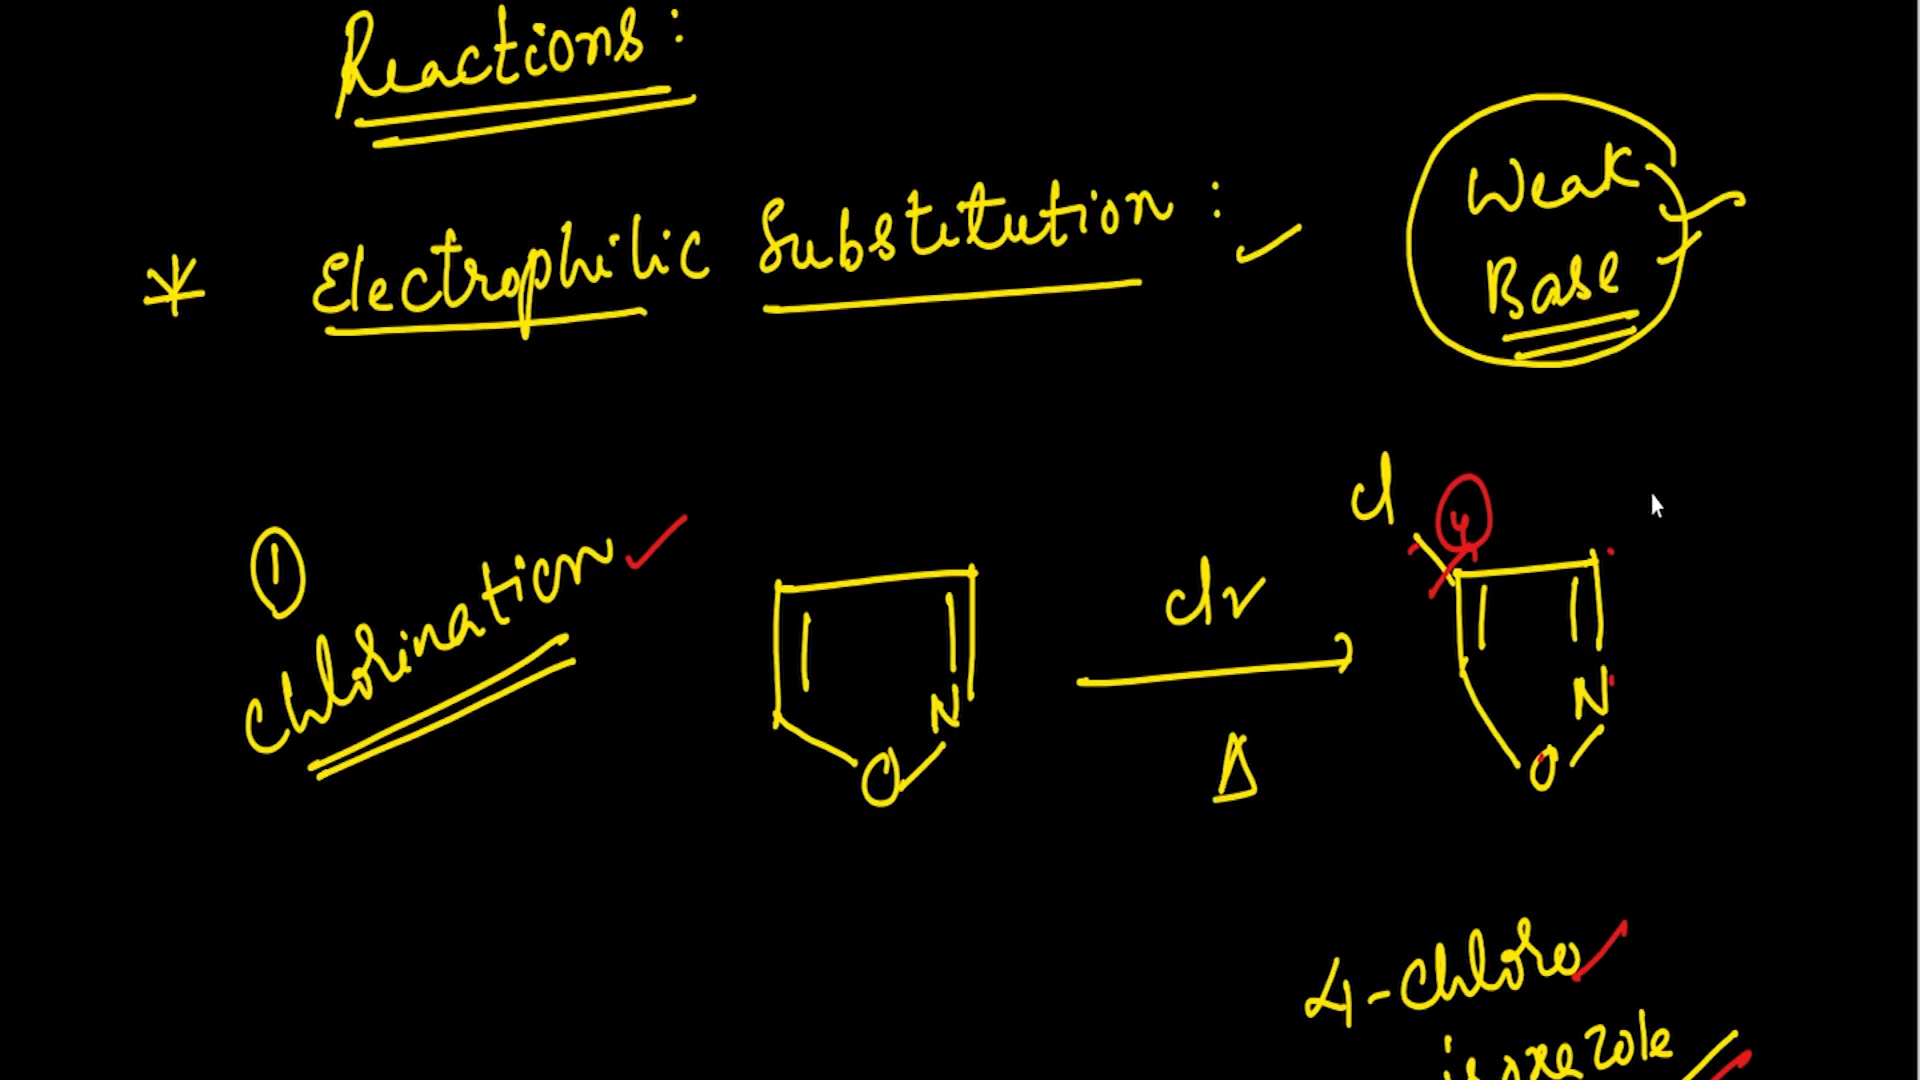 Reactions :
* Electrophilic Substitution :
Weak
Base
①
Chlorination
N
O
Cl2
Δ
Cl
4
N
O
4-chloro
isoxazole